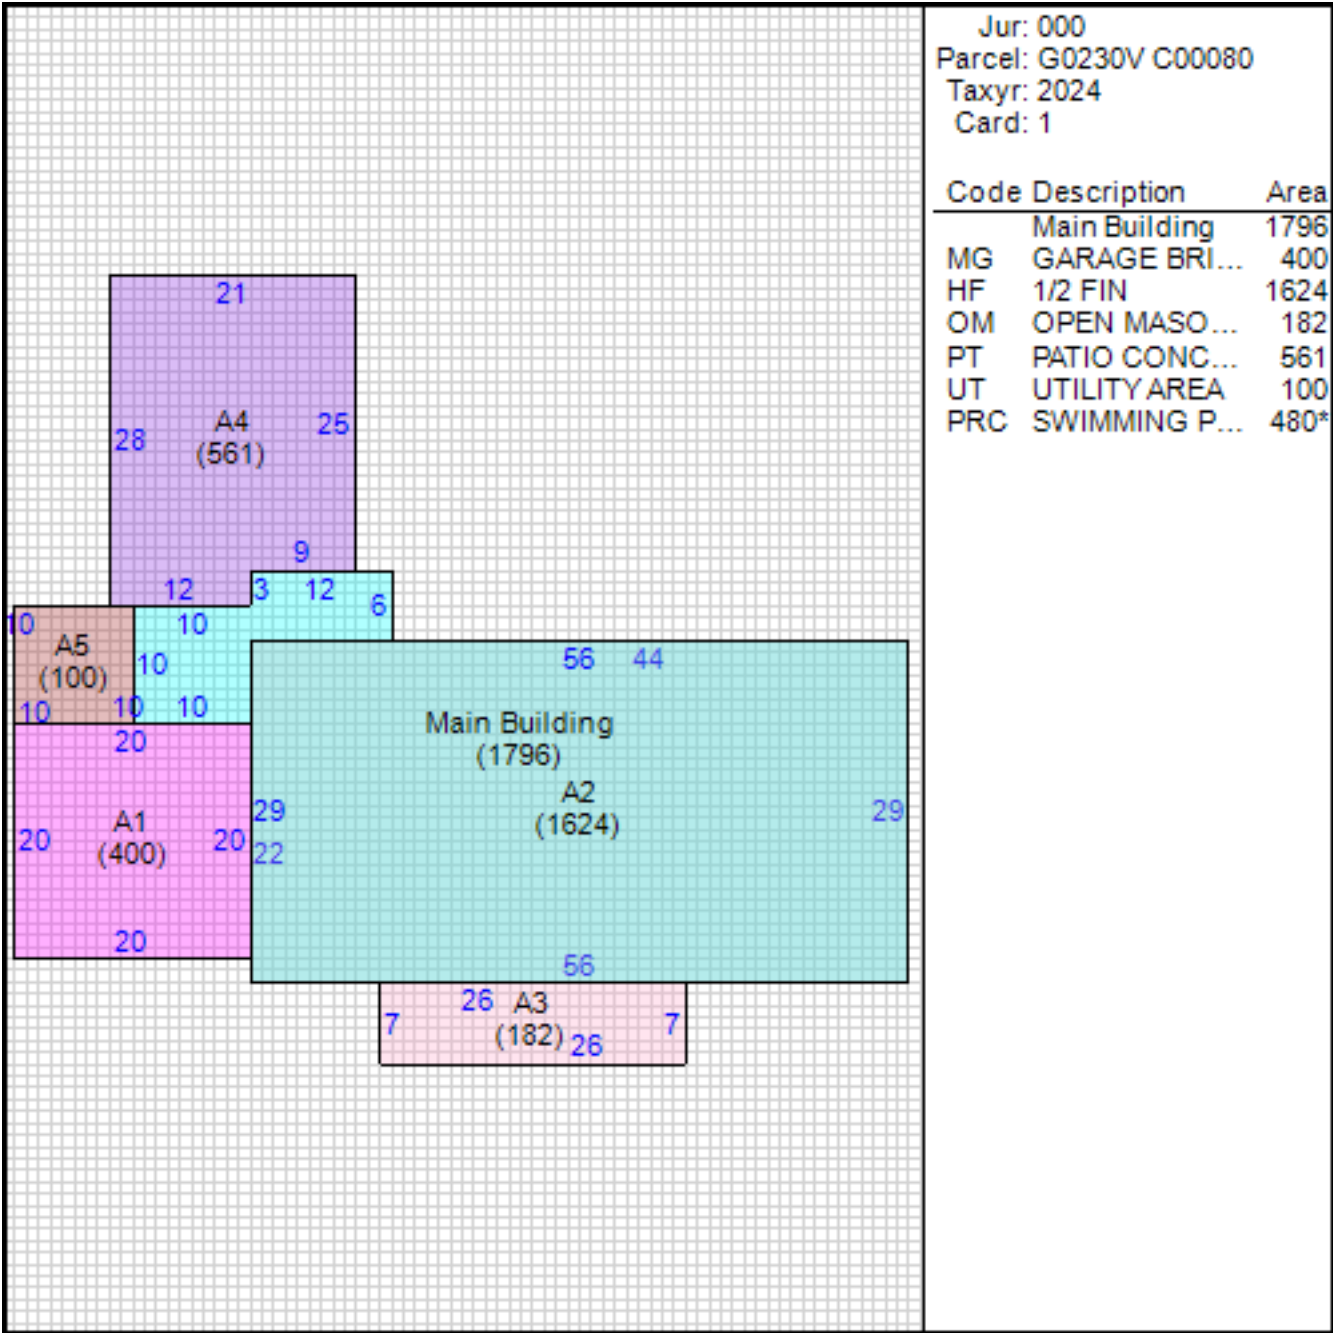 Jur: 000
Parcel: G0230V C00080
Taxyr: 2024
Card: 1
Code Description Area
Main Building 1796
MG GARAGE BRI... 400
HF 1/2 FIN 1624
OM OPEN MASO... 182
PT PATIO CONC... 561
UT UTILITY AREA 100
PRC SWIMMING P... 480*
21
A4
28 25
(561)
9
12 3 12
6
10 10
A5
10
(100)
10 10 10
56 44
20
Main Building
(1796)
A2
29 29
(1624)
A1
20 20 22
(400)
20
56
26 A3
7 7
(182) 26